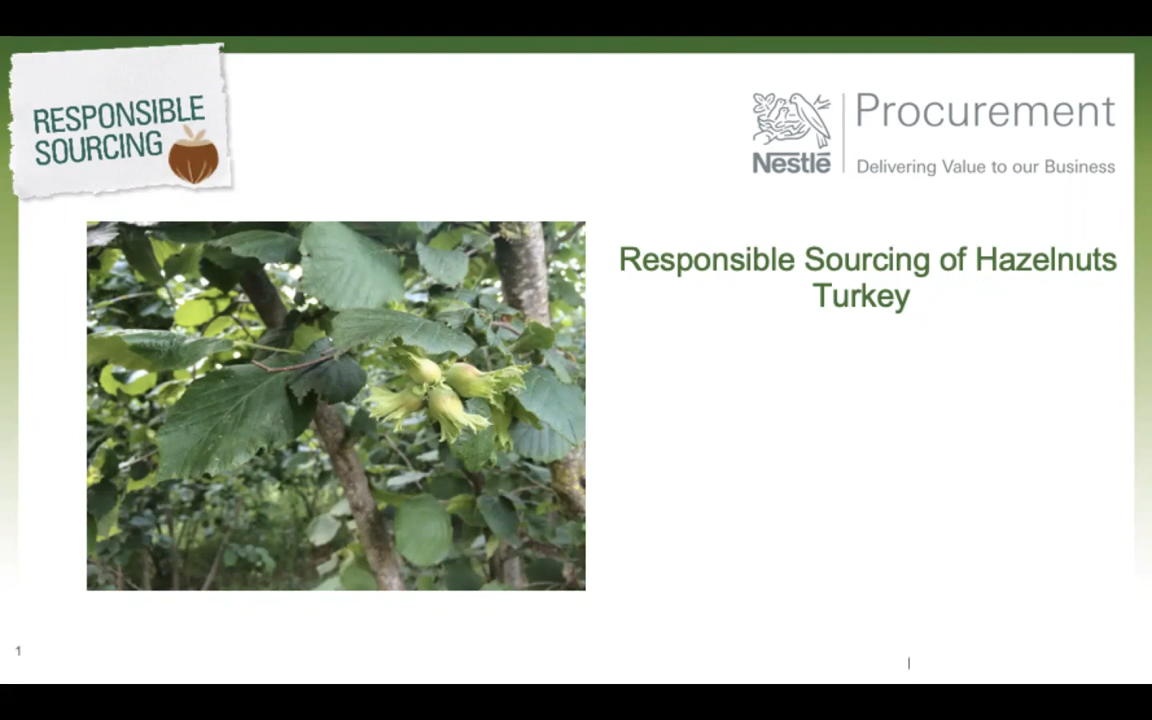 RESPONSIBLE
SOURCING
Nestlé
Procurement
Delivering Value to our Business
Responsible Sourcing of Hazelnuts
Turkey
1